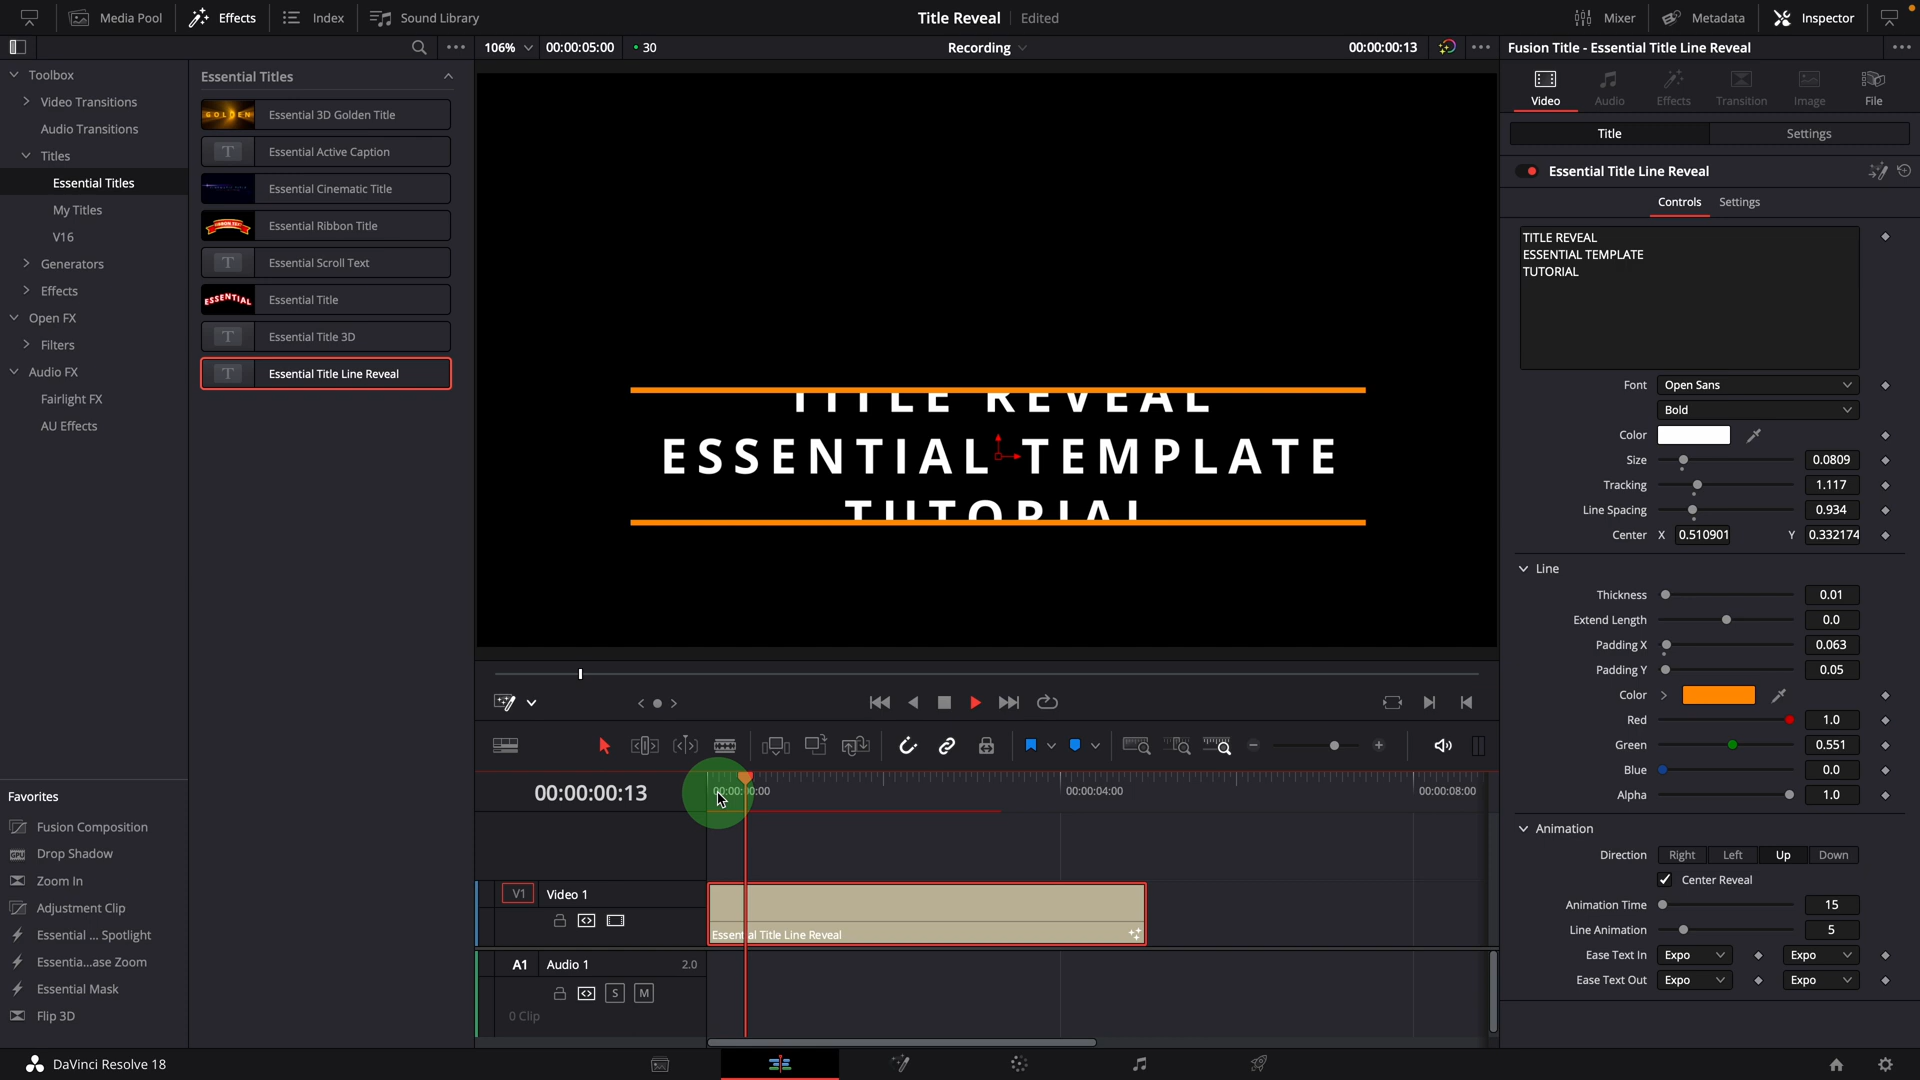 Media Pool Effects Index Sound Library Title Reveal Edited Mixer Metadata Inspector
106% 00:00:05:00 30 Recording 00:00:00:13 Fusion Title - Essential Title Line Reveal
Toolbox
Video Transitions
Audio Transitions
Titles
Essential Titles
My Titles
V16
Generators
Effects
Open FX
Filters
Audio FX
Fairlight FX
AU Effects
Favorites
Fusion Composition
Drop Shadow
Zoom In
Adjustment Clip
Essential ... Spotlight
Essentia...ase Zoom
Essential Mask
Flip 3D
Essential Titles
GOLDEN Essential 3D Golden Title
T Essential Active Caption
Essential Cinematic Title
Essential Ribbon Title
T Essential Scroll Text
ESSENTIAL Essential Title
T Essential Title 3D
T Essential Title Line Reveal
TITLE REVEAL
ESSENTIAL TEMPLATE
TUTORIAL
00:00:00:13
00:00:00:00 00:00:04:00 00:00:08:00
V1 Video 1
Essential Title Line Reveal
A1 Audio 1 2.0
S M
0 Clip
Video Audio Effects Transition Image File
Title Settings
Essential Title Line Reveal
Controls Settings
TITLE REVEAL
ESSENTIAL TEMPLATE
TUTORIAL
Font Open Sans
Bold
Color
Size 0.0809
Tracking 1.117
Line Spacing 0.934
Center X 0.510901 Y 0.332174
Line
Thickness 0.01
Extend Length 0.0
Padding X 0.063
Padding Y 0.05
Color
Red 1.0
Green 0.551
Blue 0.0
Alpha 1.0
Animation
Direction Right Left Up Down
Center Reveal
Animation Time 15
Line Animation 5
Ease Text In Expo Expo
Ease Text Out Expo Expo
DaVinci Resolve 18